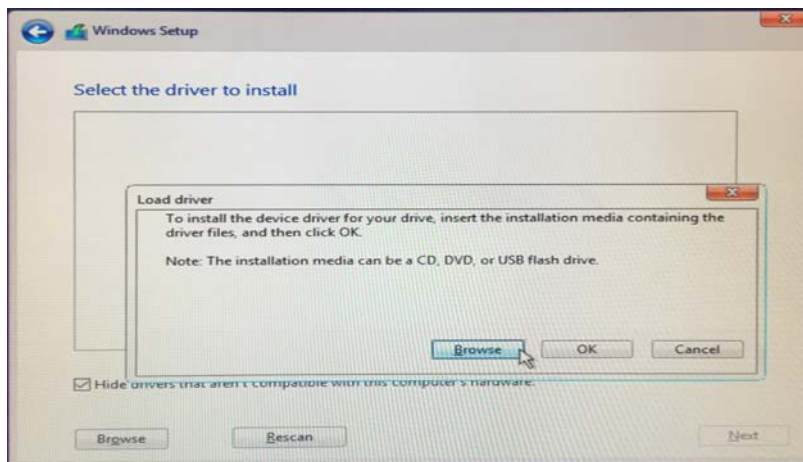 Windows Setup
Select the driver to install
Load driver
To install the device driver for your drive, insert the installation media containing the
driver files, and then click OK.
Note: The installation media can be a CD, DVD, or USB flash drive.
Browse OK Cancel
Hide drivers that aren't compatible with this computer's hardware.
Browse Rescan Next